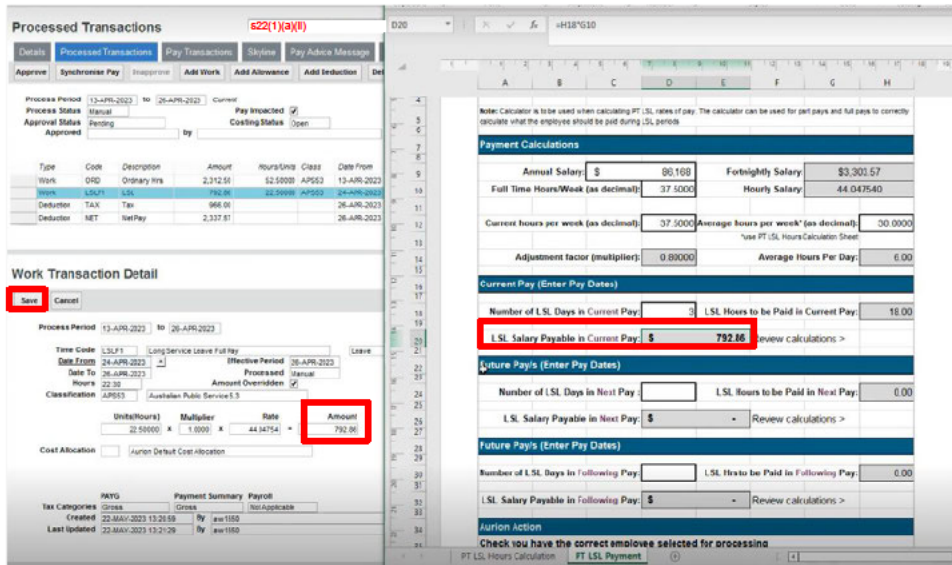 Processed Transactions
s22(1)(a)(ii)
Details Processed Transactions Pay Transactions Skyline Pay Advice Message
Approve Synchronise Pay Inapprove Add Work Add Allowance Add Deduction Del
Process Period 13-APR-2023 to 26-APR-2023 Current
Process Status Manual Pay Impacted
Approval Status Pending Costing Status Open
Approved by
Type Code Description Amount Hours/Units Class Date From
Work ORD Ordinary Hrs 2,312.50 52.50000 APS53 13-APR-2023
Work LSLF1 LSL 792.86 22.50000 APS53 24-APR-2023
Deduction TAX Tax 26-APR-2023
Deduction NET Net Pay 26-APR-2023
Work Transaction Detail
Save Cancel
Process Period 13-APR-2023 to 26-APR-2023
Time Code LSLF1 Long Service Leave Full Pay Leave
Date From 24-APR-2023 Effective Period 26-APR-2023
Date To 26-APR-2023 Processed Manual
Hours 22:30 Amount Overridden
Classification APS53 Australian Public Service 5.3
Units(Hours) Multiplier Rate Amount
22.50000 X 1.0000 X 44.04754 = 792.86
Cost Allocation Aurion Default Cost Allocation
PAYG Payment Summary Payroll
Tax Categories Gross Gross Not Applicable
Created 22-MAY-2023 13:20:59 By
Last Updated 22-MAY-2023 13:21:29 By
D20 fx =H18*G10
A B C D E F G H
Note: Calculator is to be used when calculating PT LSL rates of pay. The calculator can be used for part pays and full pays to correctly
calculate what the employee should be paid during LSL periods
Payment Calculations
Annual Salary: $ 86,168 Fortnightly Salary: $3,303.57
Full Time Hours/Week (as decimal): 37.5000 Hourly Salary: 44.047540
Current hours per week (as decimal): 37.5000 Average hours per week* (as decimal): 30.0000
*use PT LSL Hours Calculation Sheet
Adjustment factor (multiplier): 0.80000 Average Hours Per Day: 6.00
Current Pay (Enter Pay Dates)
Number of LSL Days in Current Pay: 3 LSL Hours to be Paid in Current Pay: 18.00
LSL Salary Payable in Current Pay: $ 792.86 Review calculations >
Future Pay/s (Enter Pay Dates)
Number of LSL Days in Next Pay : LSL Hours to be Paid in Next Pay: 0.00
LSL Salary Payable in Next Pay: $ - Review calculations >
Future Pay/s (Enter Pay Dates)
Number of LSL Days in Following Pay: LSL Hrs to be Paid in Following Pay: 0.00
LSL Salary Payable in Following Pay: $ - Review calculations >
Aurion Action
Check you have the correct employee selected for processing
PT LSL Hours Calculation PT LSL Payment